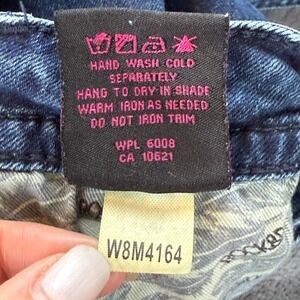 HAND WASH COLD
SEPARATELY
HANG TO DRY IN SHADE
WARM IRON AS NEEDED
DO NOT IRON TRIM
WPL 6008
CA 10621
W8M4164